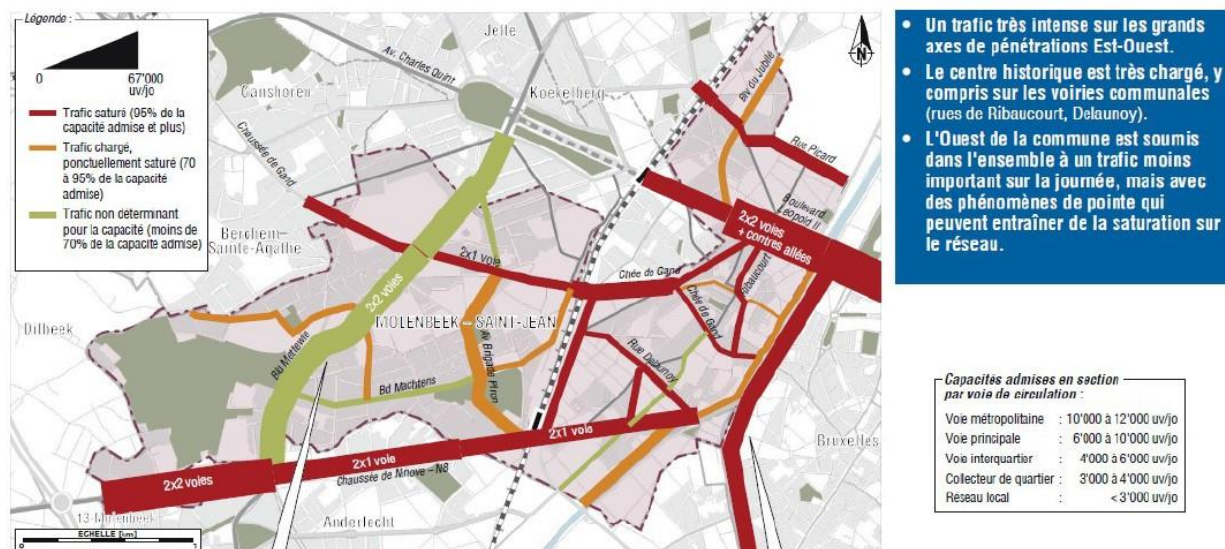 Légende :
0
67'000
uv/jo
Trafic saturé (95% de la
capacité admise et plus)
Trafic chargé,
ponctuellement saturé (70
à 95% de la capacité
admise)
Trafic non déterminant
pour la capacité (moins de
70% de la capacité admise)
Jette
Av. Charles Quint
Ganshoren
Koekelberg
N
Blv du Jubilé
Rue Picard
Chaussée de Gand
Berchem-
Sainte-Agathe
Boulevard
Léopold II
2x2 voies
+ contres allées
2x1 voie
Chée de Gand
Ribaucourt
Chée de Gand
2x2 voies
Dilbeek
MOLENBEEK – SAINT-JEAN
Bld Mettewie
Av Brigade Piron
Rue Delaunoy
Bd Machtens
2x1 voie
Bruxelles
2x1 voie
2x2 voies
Chaussée de Ninove – N8
13-Molenbeek
Anderlecht
ECHELLE [km]
• Un trafic très intense sur les grands
axes de pénétrations Est-Ouest.
• Le centre historique est très chargé, y
compris sur les voiries communales
(rues de Ribaucourt, Delaunoy).
• L'Ouest de la commune est soumis
dans l'ensemble à un trafic moins
important sur la journée, mais avec
des phénomènes de pointe qui
peuvent entraîner de la saturation sur
le réseau.
Capacités admises en section
par voie de circulation :
Voie métropolitaine : 10'000 à 12'000 uv/jo
Voie principale : 6'000 à 10'000 uv/jo
Voie interquartier : 4'000 à 6'000 uv/jo
Collecteur de quartier : 3'000 à 4'000 uv/jo
Réseau local : < 3'000 uv/jo